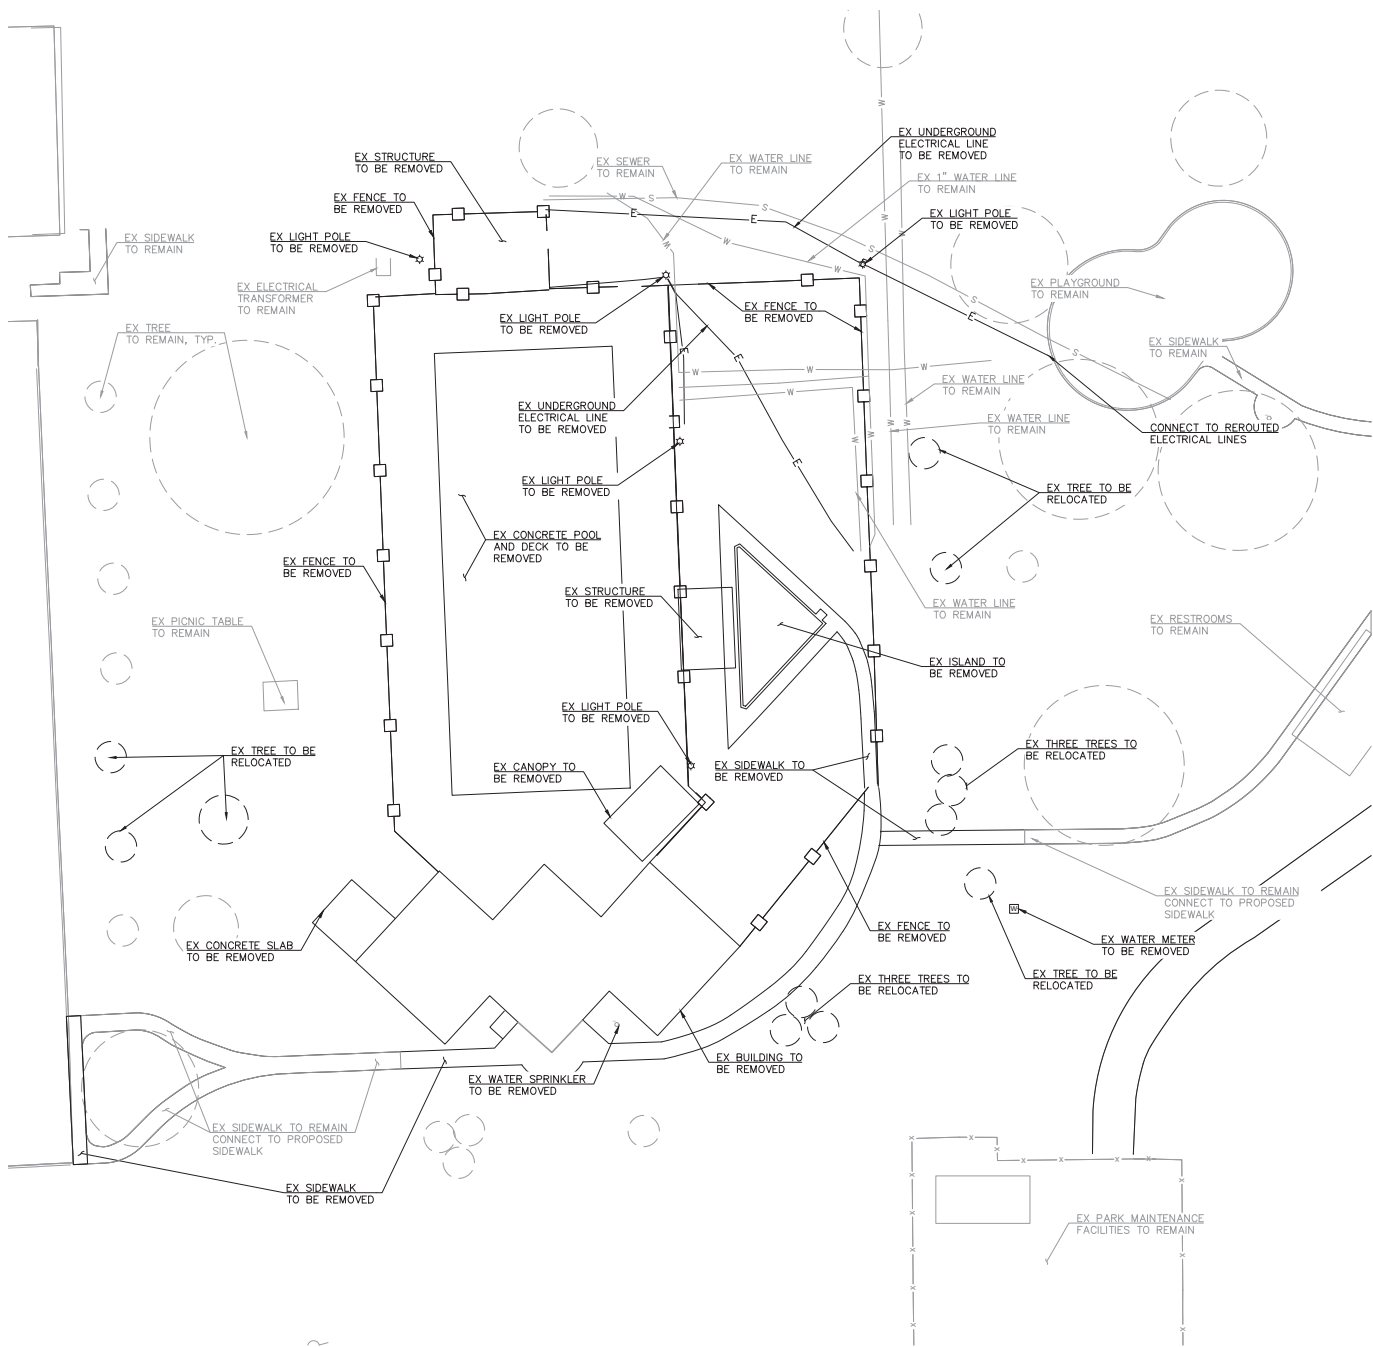 EX UNDERGROUND
ELECTRICAL LINE
TO BE REMOVED
EX STRUCTURE
TO BE REMOVED
EX SEWER
TO REMAIN
EX WATER LINE
TO REMAIN
EX 1" WATER LINE
TO REMAIN
EX FENCE TO
BE REMOVED
EX LIGHT POLE
TO BE REMOVED
EX LIGHT POLE
TO BE REMOVED
EX SIDEWALK
TO REMAIN
EX ELECTRICAL
TRANSFORMER
TO REMAIN
EX PLAYGROUND
TO REMAIN
EX FENCE TO
BE REMOVED
EX LIGHT POLE
TO BE REMOVED
EX TREE
TO REMAIN, TYP.
EX SIDEWALK
TO REMAIN
EX WATER LINE
TO REMAIN
EX UNDERGROUND
ELECTRICAL LINE
TO BE REMOVED
EX WATER LINE
TO REMAIN
CONNECT TO REROUTED
ELECTRICAL LINES
EX LIGHT POLE
TO BE REMOVED
EX TREE TO BE
RELOCATED
EX CONCRETE POOL
AND DECK TO BE
REMOVED
EX FENCE TO
BE REMOVED
EX STRUCTURE
TO BE REMOVED
EX WATER LINE
TO REMAIN
EX PICNIC TABLE
TO REMAIN
EX RESTROOMS
TO REMAIN
EX ISLAND TO
BE REMOVED
EX LIGHT POLE
TO BE REMOVED
EX TREE TO BE
RELOCATED
EX CANOPY TO
BE REMOVED
EX SIDEWALK TO
BE REMOVED
EX THREE TREES TO
BE RELOCATED
EX SIDEWALK TO REMAIN
CONNECT TO PROPOSED
SIDEWALK
EX CONCRETE SLAB
TO BE REMOVED
EX FENCE TO
BE REMOVED
EX WATER METER
TO BE REMOVED
EX TREE TO BE
RELOCATED
EX THREE TREES TO
BE RELOCATED
EX BUILDING TO
BE REMOVED
EX WATER SPRINKLER
TO BE REMOVED
EX SIDEWALK TO REMAIN
CONNECT TO PROPOSED
SIDEWALK
EX SIDEWALK
TO BE REMOVED
EX PARK MAINTENANCE
FACILITIES TO REMAIN